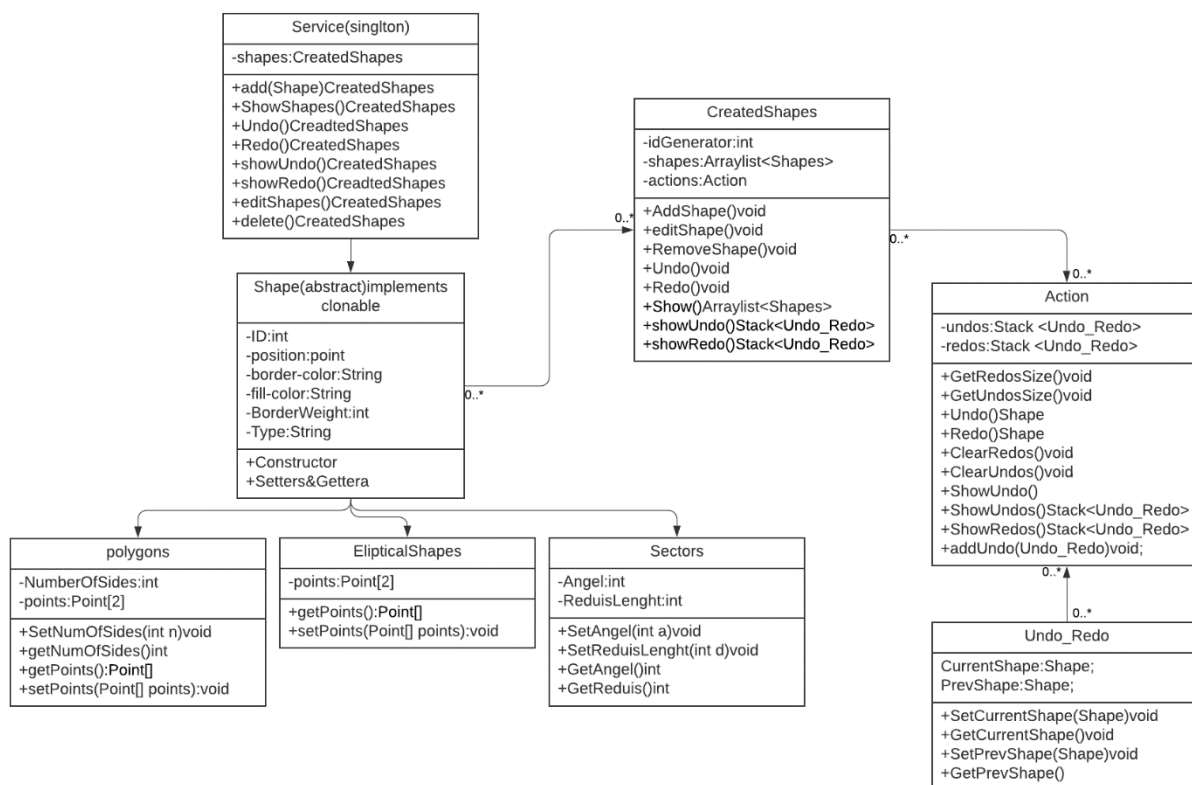 Service(singlton)
-shapes:CreatedShapes
+add(Shape)CreatedShapes
+ShowShapes()CreatedShapes
+Undo()CreadtedShapes
+Redo()CreatedShapes
+showUndo()CreatedShapes
+showRedo()CreadtedShapes
+editShapes()CreatedShapes
+delete()CreatedShapes
Shape(abstract)implements
clonable
-ID:int
-position:point
-border-color:String
-fill-color:String
-BorderWeight:int
-Type:String
+Constructor
+Setters&Gettera
0..*
0..*
CreatedShapes
-idGenerator:int
-shapes:Arraylist<Shapes>
-actions:Action
+AddShape()void
+editShape()void
+RemoveShape()void
+Undo()void
+Redo()void
+Show()Arraylist<Shapes>
+showUndo()Stack<Undo_Redo>
+showRedo()Stack<Undo_Redo>
0..*
0..*
Action
-undos:Stack <Undo_Redo>
-redos:Stack <Undo_Redo>
+GetRedosSize()void
+GetUndosSize()void
+Undo()Shape
+Redo()Shape
+ClearRedos()void
+ClearUndos()void
+ShowUndo()
+ShowUndos()Stack<Undo_Redo>
+ShowRedos()Stack<Undo_Redo>
+addUndo(Undo_Redo)void;
0..*
0..*
polygons
-NumberOfSides:int
-points:Point[2]
+SetNumOfSides(int n)void
+getNumOfSides()int
+getPoints():Point[]
+setPoints(Point[] points):void
ElipticalShapes
-points:Point[2]
+getPoints():Point[]
+setPoints(Point[] points):void
Sectors
-Angel:int
-ReduisLenght:int
+SetAngel(int a)void
+SetReduisLenght(int d)void
+GetAngel()int
+GetReduis()int
Undo_Redo
CurrentShape:Shape;
PrevShape:Shape;
+SetCurrentShape(Shape)void
+GetCurrentShape()void
+SetPrevShape(Shape)void
+GetPrevShape()